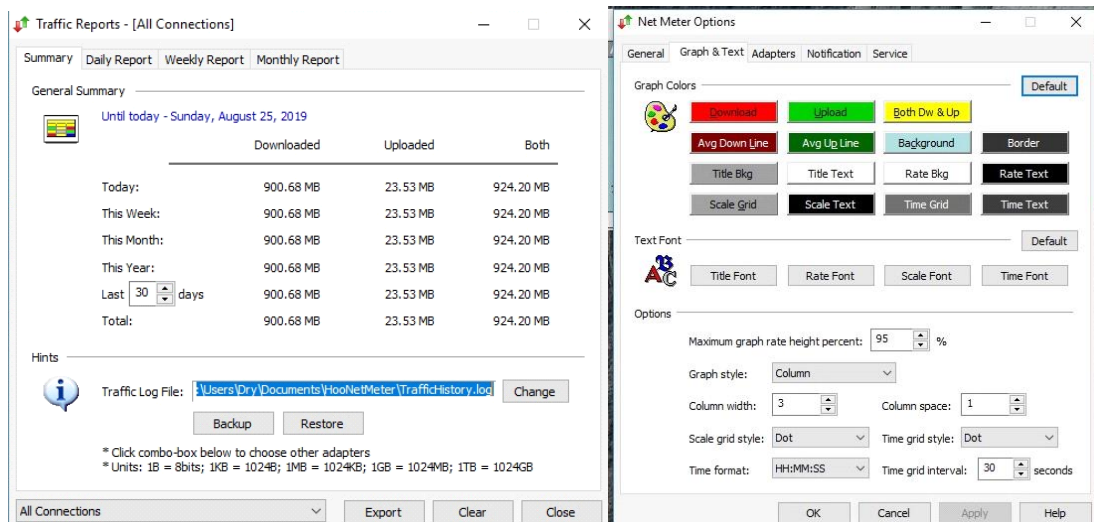 Traffic Reports - [All Connections]
Summary Daily Report Weekly Report Monthly Report
General Summary
Until today - Sunday, August 25, 2019
Downloaded Uploaded Both
Today: 900.68 MB 23.53 MB 924.20 MB
This Week: 900.68 MB 23.53 MB 924.20 MB
This Month: 900.68 MB 23.53 MB 924.20 MB
This Year: 900.68 MB 23.53 MB 924.20 MB
Last 30 days 900.68 MB 23.53 MB 924.20 MB
Total: 900.68 MB 23.53 MB 924.20 MB
Hints
Traffic Log File: :\Users\Dry\Documents\HooNetMeter\TrafficHistory.log Change
Backup Restore
* Click combo-box below to choose other adapters
* Units: 1B = 8bits; 1KB = 1024B; 1MB = 1024KB; 1GB = 1024MB; 1TB = 1024GB
All Connections Export Clear Close
Net Meter Options
General Graph & Text Adapters Notification Service
Graph Colors Default
Download Upload Both Dw & Up
Avg Down Line Avg Up Line Background Border
Title Bkg Title Text Rate Bkg Rate Text
Scale Grid Scale Text Time Grid Time Text
Text Font Default
ABC Title Font Rate Font Scale Font Time Font
Options
Maximum graph rate height percent: 95 %
Graph style: Column
Column width: 3 Column space: 1
Scale grid style: Dot Time grid style: Dot
Time format: HH:MM:SS Time grid interval: 30 seconds
OK Cancel Apply Help